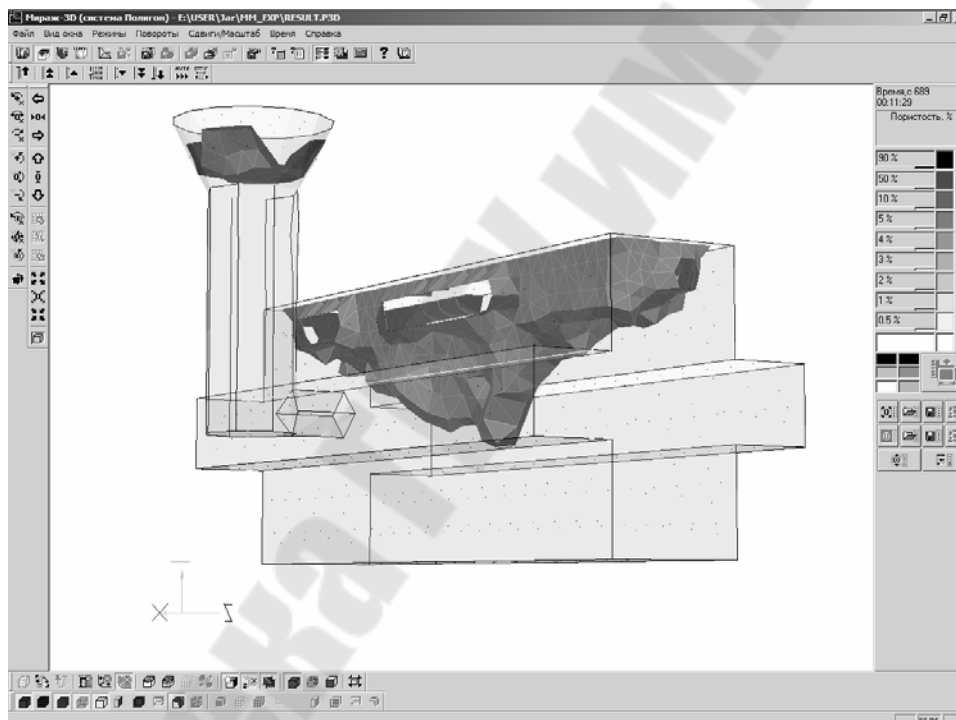 Мираж-3D (система Полигон) - E:\USER\Jar\MM_EXP\RESULT.P3D
Файл Вид окна Режимы Повороты Сдвиги/Масштаб Время Справка
Время,с 689
00:11:29
Пористость, %
90 %
50 %
10 %
5 %
4 %
3 %
2 %
1 %
0.5 %
X
Z